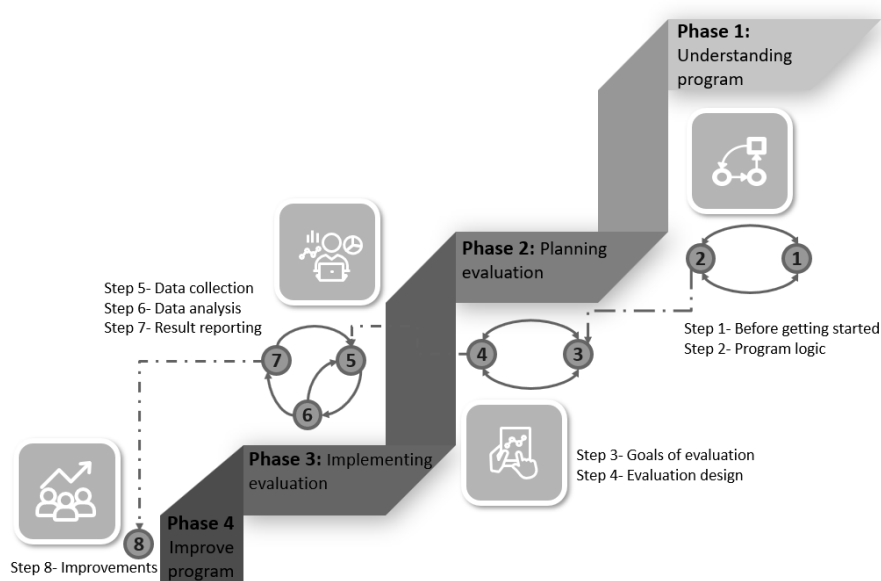 Phase 1:
Understanding
program
2
1
Step 1- Before getting started
Step 2- Program logic
Phase 2: Planning
evaluation
4
3
Step 3- Goals of evaluation
Step 4- Evaluation design
Step 5- Data collection
Step 6- Data analysis
Step 7- Result reporting
7
5
6
Phase 3: Implementing
evaluation
Phase 4
Improve
program
8
Step 8- Improvements